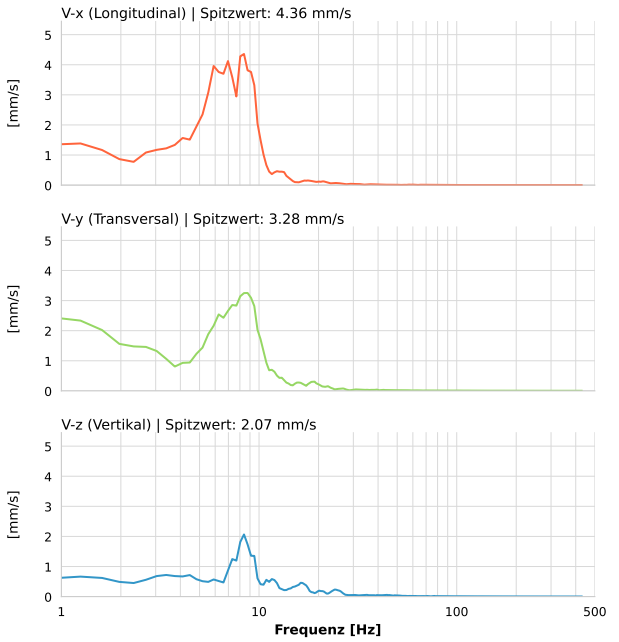 V-x (Longitudinal) | Spitzwert: 4.36 mm/s
5
4
3
2
1
0
[mm/s]
V-y (Transversal) | Spitzwert: 3.28 mm/s
5
4
3
2
1
0
[mm/s]
V-z (Vertikal) | Spitzwert: 2.07 mm/s
5
4
3
2
1
0
[mm/s]
1 10 100 500
Frequenz [Hz]